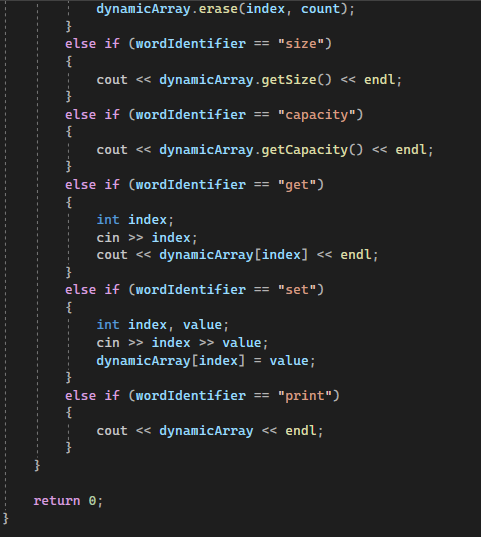 dynamicArray.erase(index, count);
        }
        else if (wordIdentifier == "size")
        {
            cout << dynamicArray.getSize() << endl;
        }
        else if (wordIdentifier == "capacity")
        {
            cout << dynamicArray.getCapacity() << endl;
        }
        else if (wordIdentifier == "get")
        {
            int index;
            cin >> index;
            cout << dynamicArray[index] << endl;
        }
        else if (wordIdentifier == "set")
        {
            int index, value;
            cin >> index >> value;
            dynamicArray[index] = value;
        }
        else if (wordIdentifier == "print")
        {
            cout << dynamicArray << endl;
        }
    }

    return 0;
}